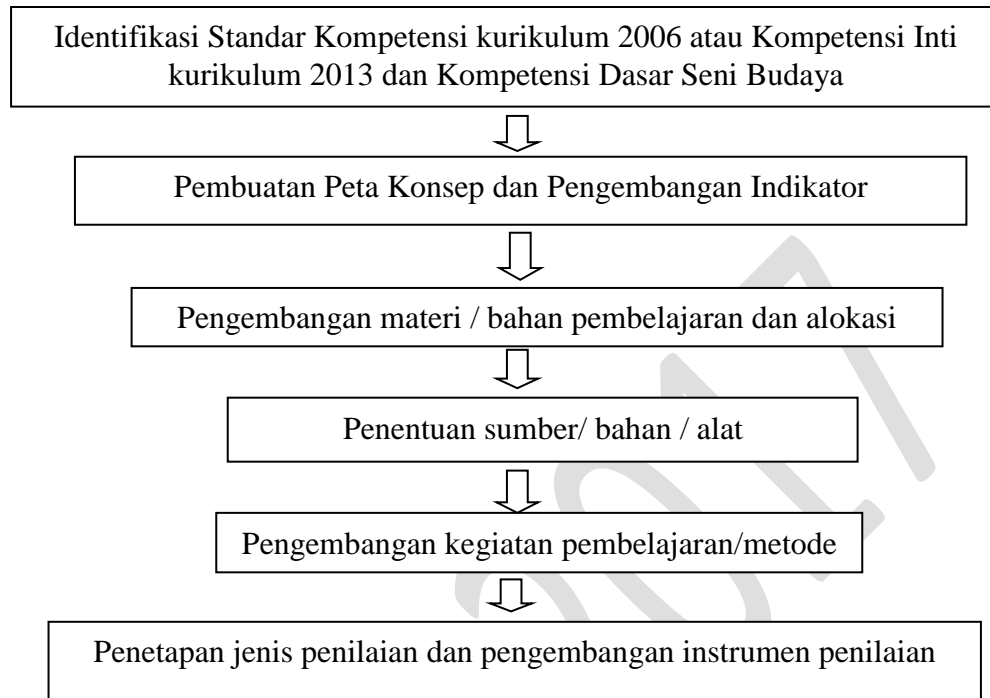 Identifikasi Standar Kompetensi kurikulum 2006 atau Kompetensi Inti
kurikulum 2013 dan Kompetensi Dasar Seni Budaya
Pembuatan Peta Konsep dan Pengembangan Indikator
Pengembangan materi / bahan pembelajaran dan alokasi
Penentuan sumber/ bahan / alat
Pengembangan kegiatan pembelajaran/metode
Penetapan jenis penilaian dan pengembangan instrumen penilaian
2017